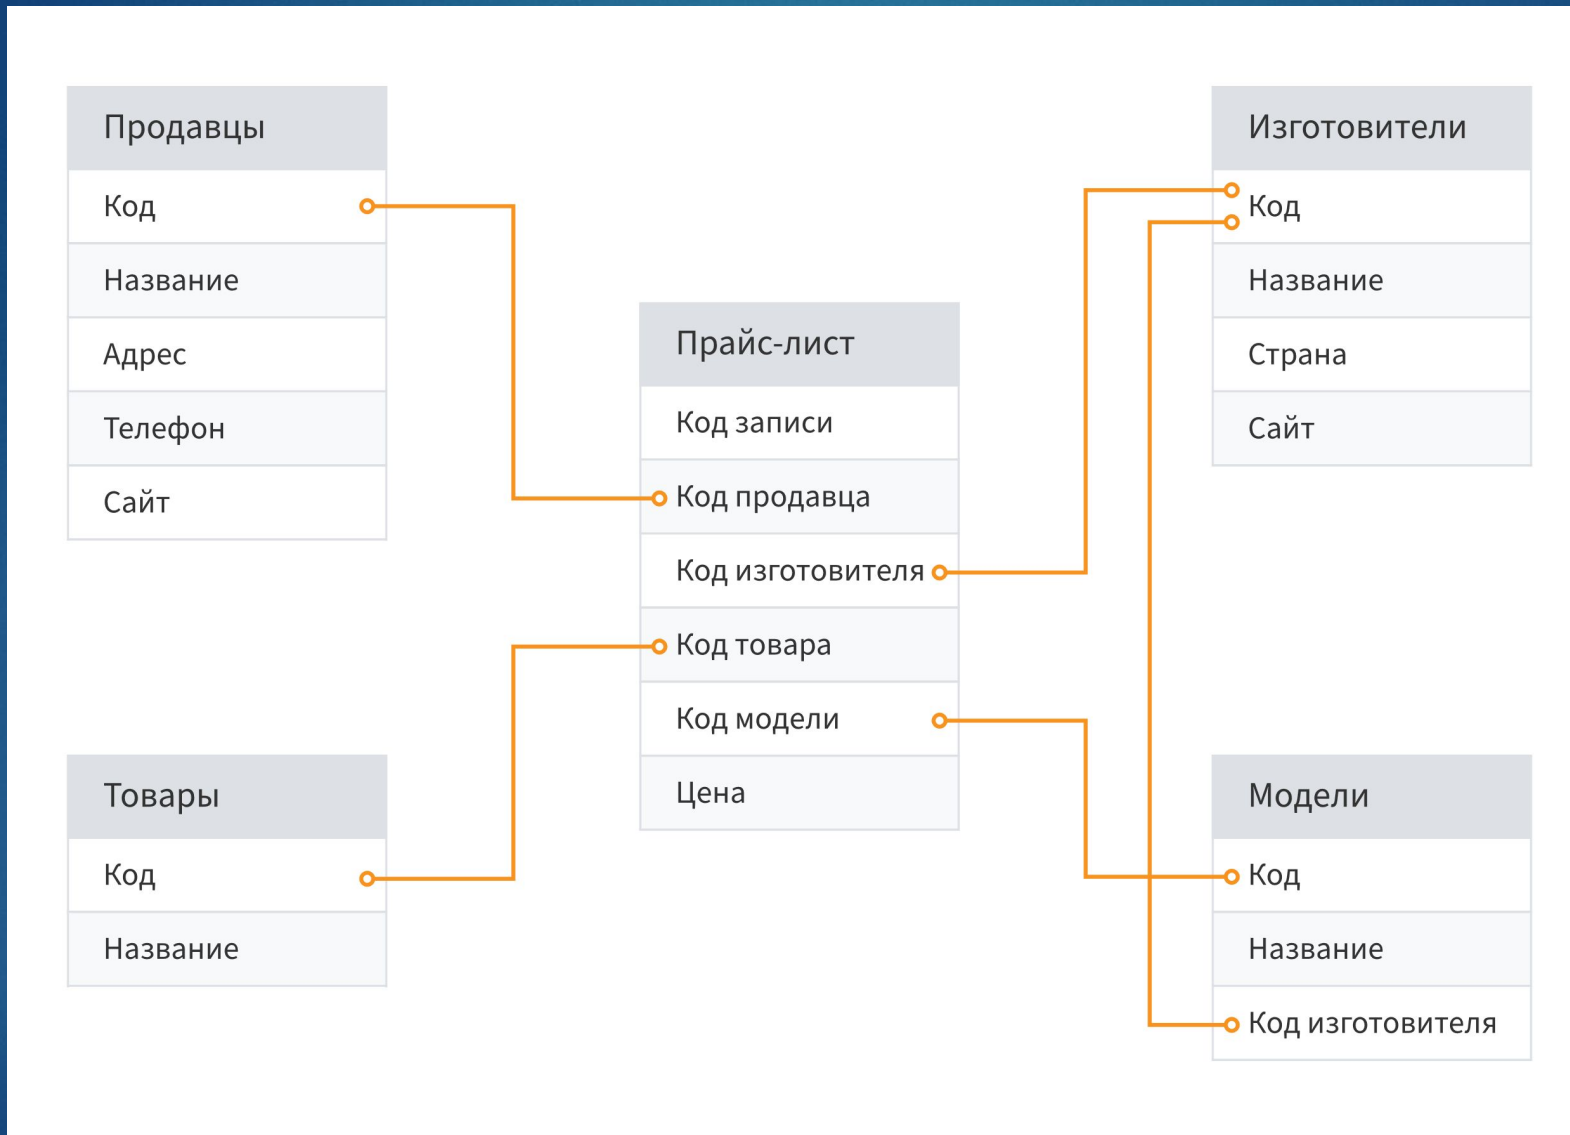 Продавцы
Код
Название
Адрес
Телефон
Сайт
Прайс-лист
Код записи
Код продавца
Код изготовителя
Код товара
Код модели
Цена
Изготовители
Код
Название
Страна
Сайт
Товары
Код
Название
Модели
Код
Название
Код изготовителя